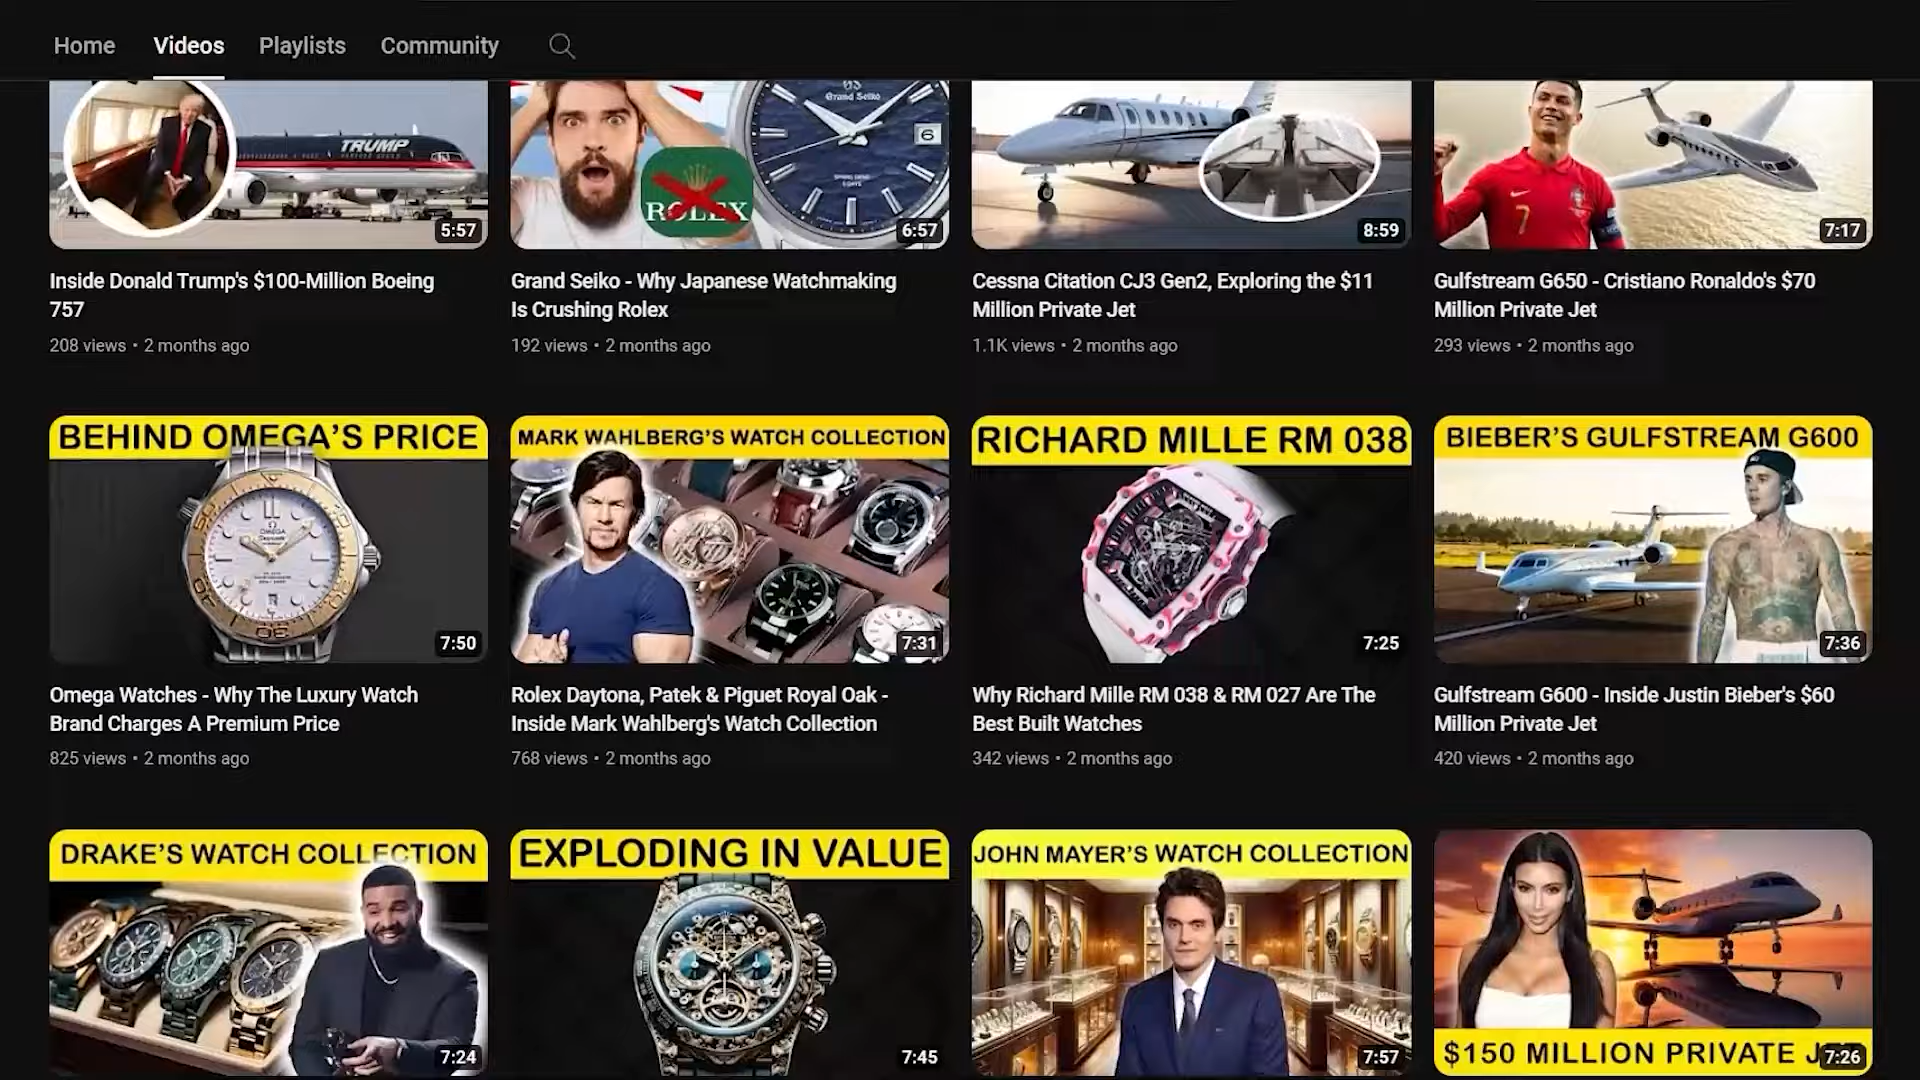 Home
Videos
Playlists
Community
TRUMP
5:57
Grand Seiko
6
ROLEX
6:57
8:59
7
7:17
Inside Donald Trump's $100-Million Boeing
757
208 views • 2 months ago
Grand Seiko - Why Japanese Watchmaking
Is Crushing Rolex
192 views • 2 months ago
Cessna Citation CJ3 Gen2, Exploring the $11
Million Private Jet
1.1K views • 2 months ago
Gulfstream G650 - Cristiano Ronaldo's $70
Million Private Jet
293 views • 2 months ago
BEHIND OMEGA'S PRICE
OMEGA
7:50
MARK WAHLBERG'S WATCH COLLECTION
7:31
RICHARD MILLE RM 038
7:25
BIEBER'S GULFSTREAM G600
7:36
Omega Watches - Why The Luxury Watch
Brand Charges A Premium Price
825 views • 2 months ago
Rolex Daytona, Patek & Piguet Royal Oak -
Inside Mark Wahlberg's Watch Collection
768 views • 2 months ago
Why Richard Mille RM 038 & RM 027 Are The
Best Built Watches
342 views • 2 months ago
Gulfstream G600 - Inside Justin Bieber's $60
Million Private Jet
420 views • 2 months ago
DRAKE'S WATCH COLLECTION
7:24
EXPLODING IN VALUE
7:45
JOHN MAYER'S WATCH COLLECTION
7:57
$150 MILLION PRIVATE
7:26